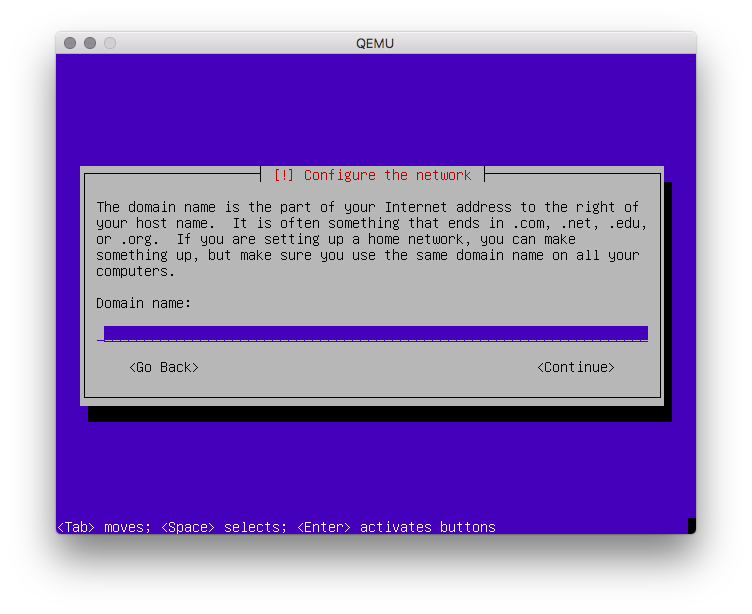 QEMU
[!] Configure the network
The domain name is the part of your Internet address to the right of
your host name.  It is often something that ends in .com, .net, .edu,
or .org.  If you are setting up a home network, you can make
something up, but make sure you use the same domain name on all your
computers.
Domain name:
<Go Back> <Continue>
<Tab> moves; <Space> selects; <Enter> activates buttons